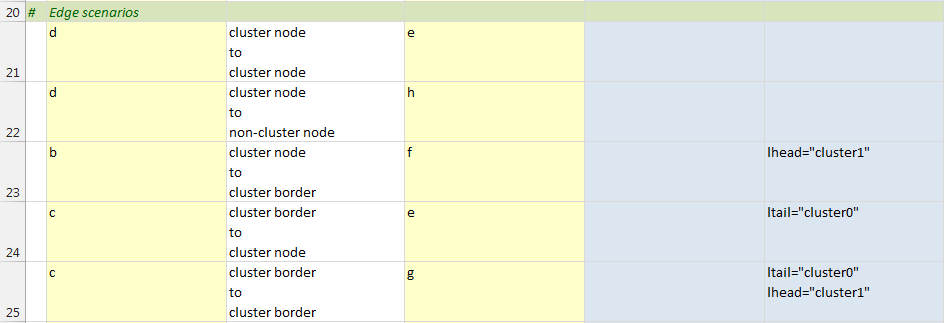 20 # Edge scenarios
d cluster node e
to
21 cluster node
d cluster node h
to
22 non-cluster node
b cluster node f lhead="cluster1"
to
23 cluster border
c cluster border e ltail="cluster0"
to
24 cluster node
c cluster border g ltail="cluster0"
to lhead="cluster1"
25 cluster border